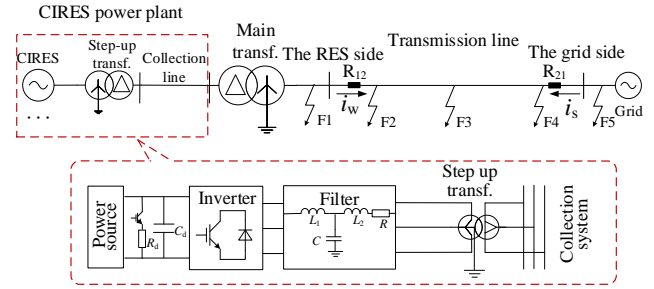 CIRES power plant
CIRES
Step-up
transf.
Collection
line
Main
transf.
The RES side
Transmission line
The grid side
R12
R21
iw
is
Grid
F1
F2
F3
F4
F5
. . .
Power
source
Rd
Cd
Inverter
Filter
L1
L2
R
C
Step up
transf.
Collection
system